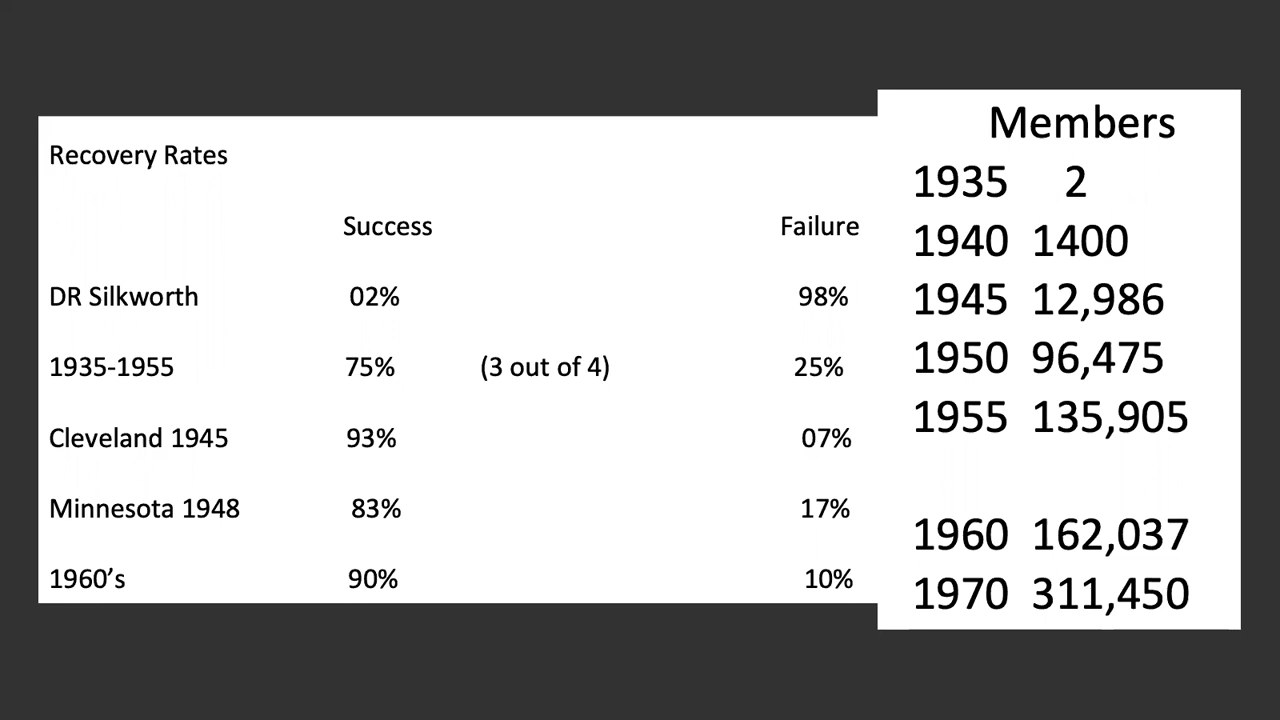 Recovery Rates
Success Failure
DR Silkworth 02% 98%
1935-1955 75% (3 out of 4) 25%
Cleveland 1945 93% 07%
Minnesota 1948 83% 17%
1960’s 90% 10%
Members
1935 2
1940 1400
1945 12,986
1950 96,475
1955 135,905
1960 162,037
1970 311,450